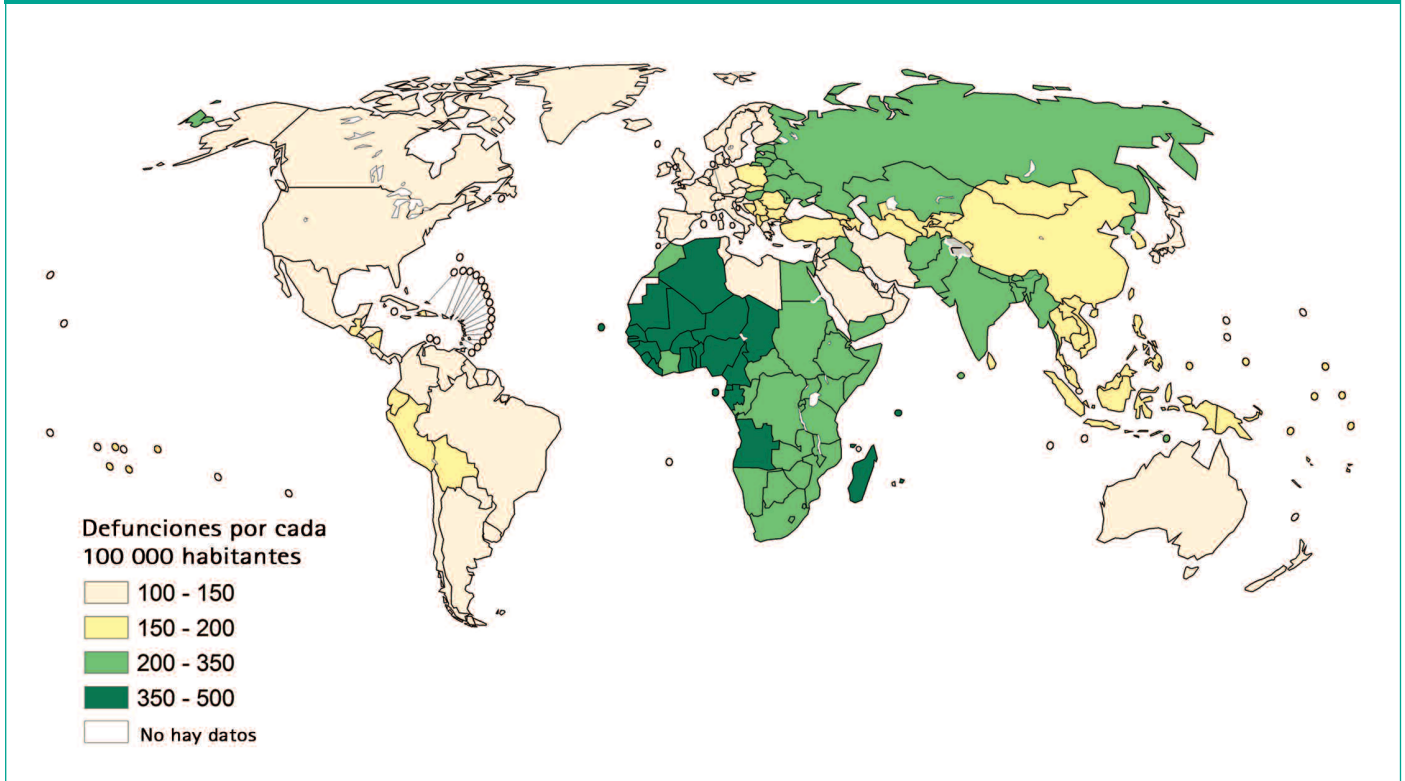 Defunciones por cada
100 000 habitantes
100 - 150
150 - 200
200 - 350
350 - 500
No hay datos